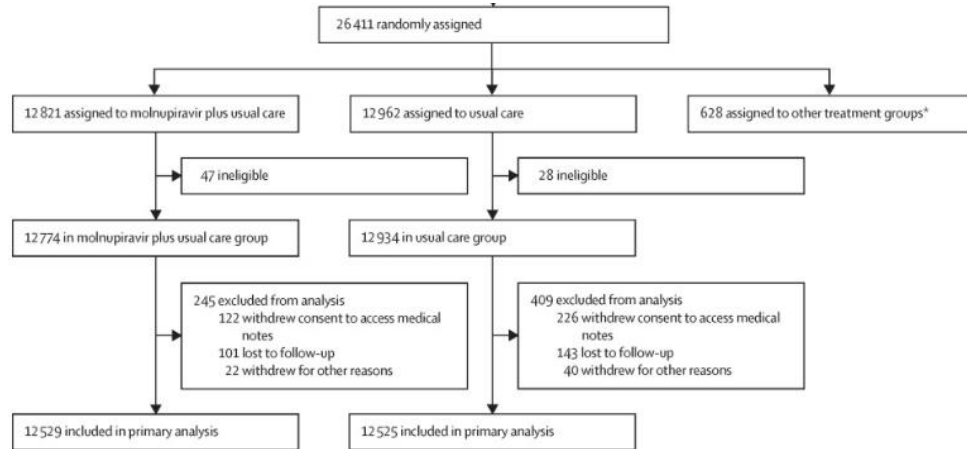 26 411 randomly assigned
12 821 assigned to molnupiravir plus usual care
12 962 assigned to usual care
628 assigned to other treatment groups*
47 ineligible
28 ineligible
12 774 in molnupiravir plus usual care group
12 934 in usual care group
245 excluded from analysis
122 withdrew consent to access medical
notes
101 lost to follow-up
22 withdrew for other reasons
409 excluded from analysis
226 withdrew consent to access medical
notes
143 lost to follow-up
40 withdrew for other reasons
12 529 included in primary analysis
12 525 included in primary analysis